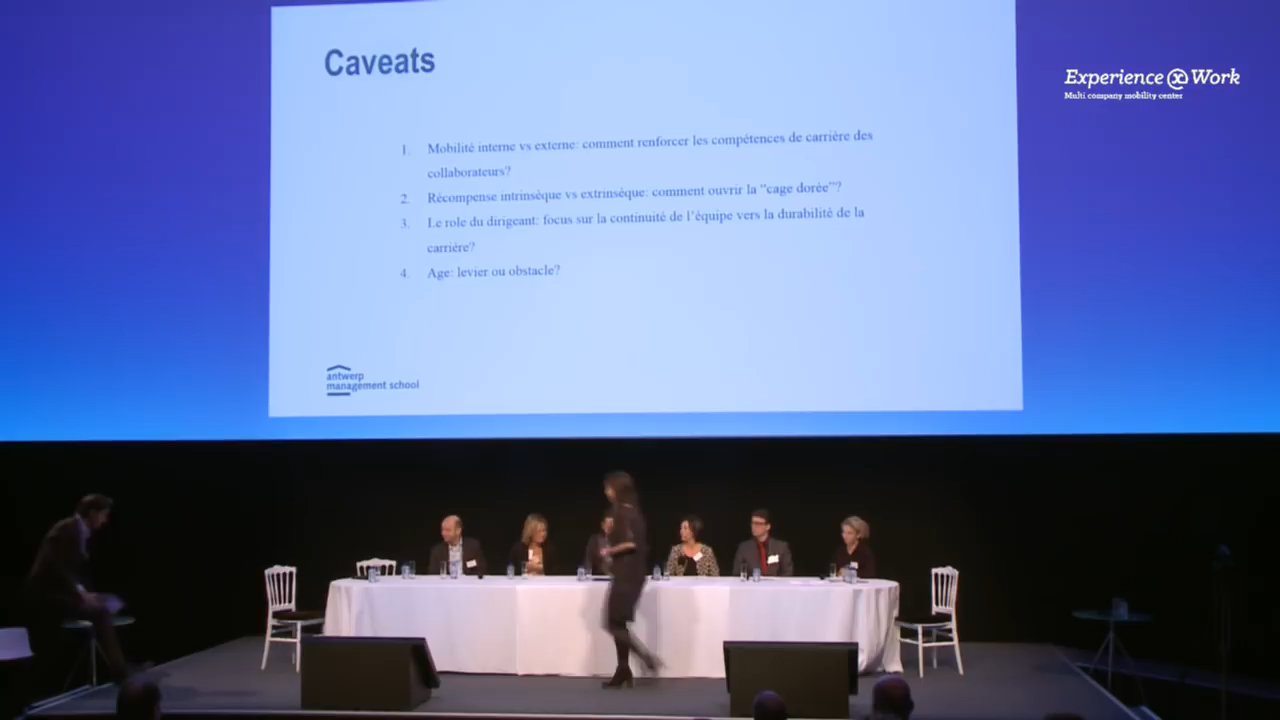 Caveats
Experience @ Work
Multi company mobility center
1. Mobilité interne vs externe: comment renforcer les compétences de carrière des
collaborateurs?
2. Récompense intrinsèque vs extrinsèque: comment ouvrir la “cage dorée”?
3. Le role du dirigeant: focus sur la continuité de l’équipe vers la durabilité de la
carrière?
4. Age: levier ou obstacle?
antwerp
management school